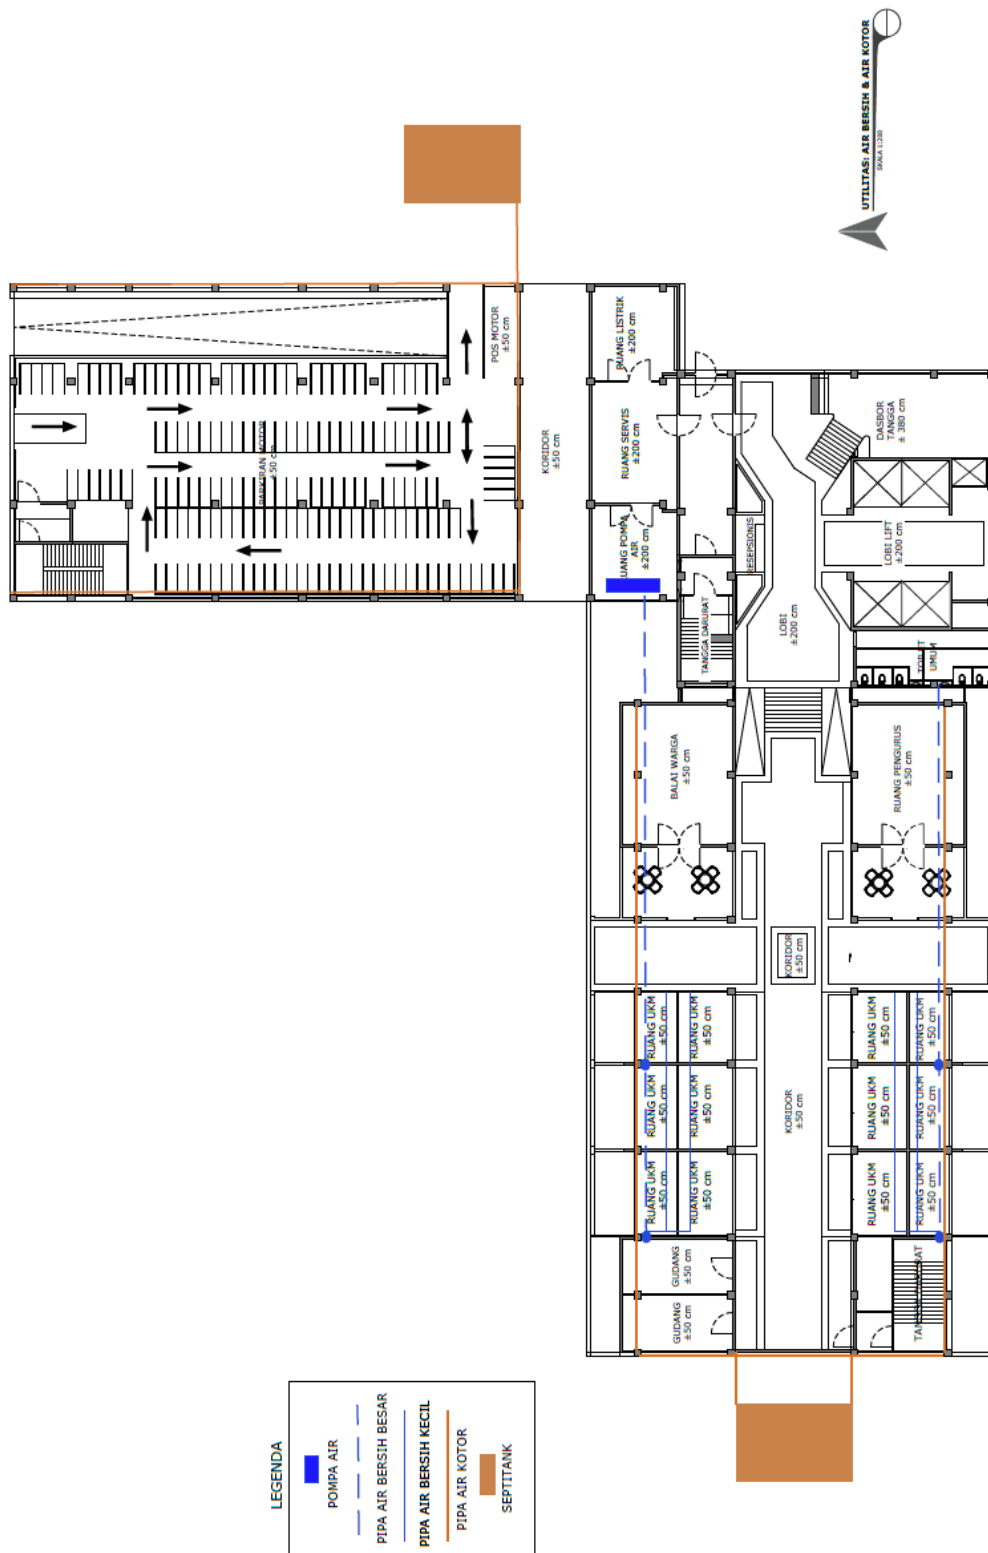 UTILITAS: AIR BERSIH & AIR KOTOR
SKALA 1:200
POS MOTOR
±50 cm
PARKIRAN MOTOR
±50 cm
KORIDOR
±50 cm
RUANG LISTRIK
±200 cm
RUANG SERVIS
±200 cm
RUANG POMPA
AIR
±200 cm
TANGGA DARURAT
RESEPSIONIS
LOBI
±200 cm
DASBOR
TANGGA
± 380 cm
LOBI LIFT
±200 cm
TOILET
UMUM
BALAI WARGA
±50 cm
RUANG PENGURUS
±50 cm
KORIDOR
±50 cm
RUANG UKM
±50 cm
RUANG UKM
±50 cm
RUANG UKM
±50 cm
RUANG UKM
±50 cm
RUANG UKM
±50 cm
RUANG UKM
±50 cm
KORIDOR
±50 cm
RUANG UKM
±50 cm
RUANG UKM
±50 cm
RUANG UKM
±50 cm
RUANG UKM
±50 cm
RUANG UKM
±50 cm
RUANG UKM
±50 cm
GUDANG
±50 cm
GUDANG
±50 cm
TANGGA DARURAT
LEGENDA
POMPA AIR
PIPA AIR BERSIH BESAR
PIPA AIR BERSIH KECIL
PIPA AIR KOTOR
SEPTITANK